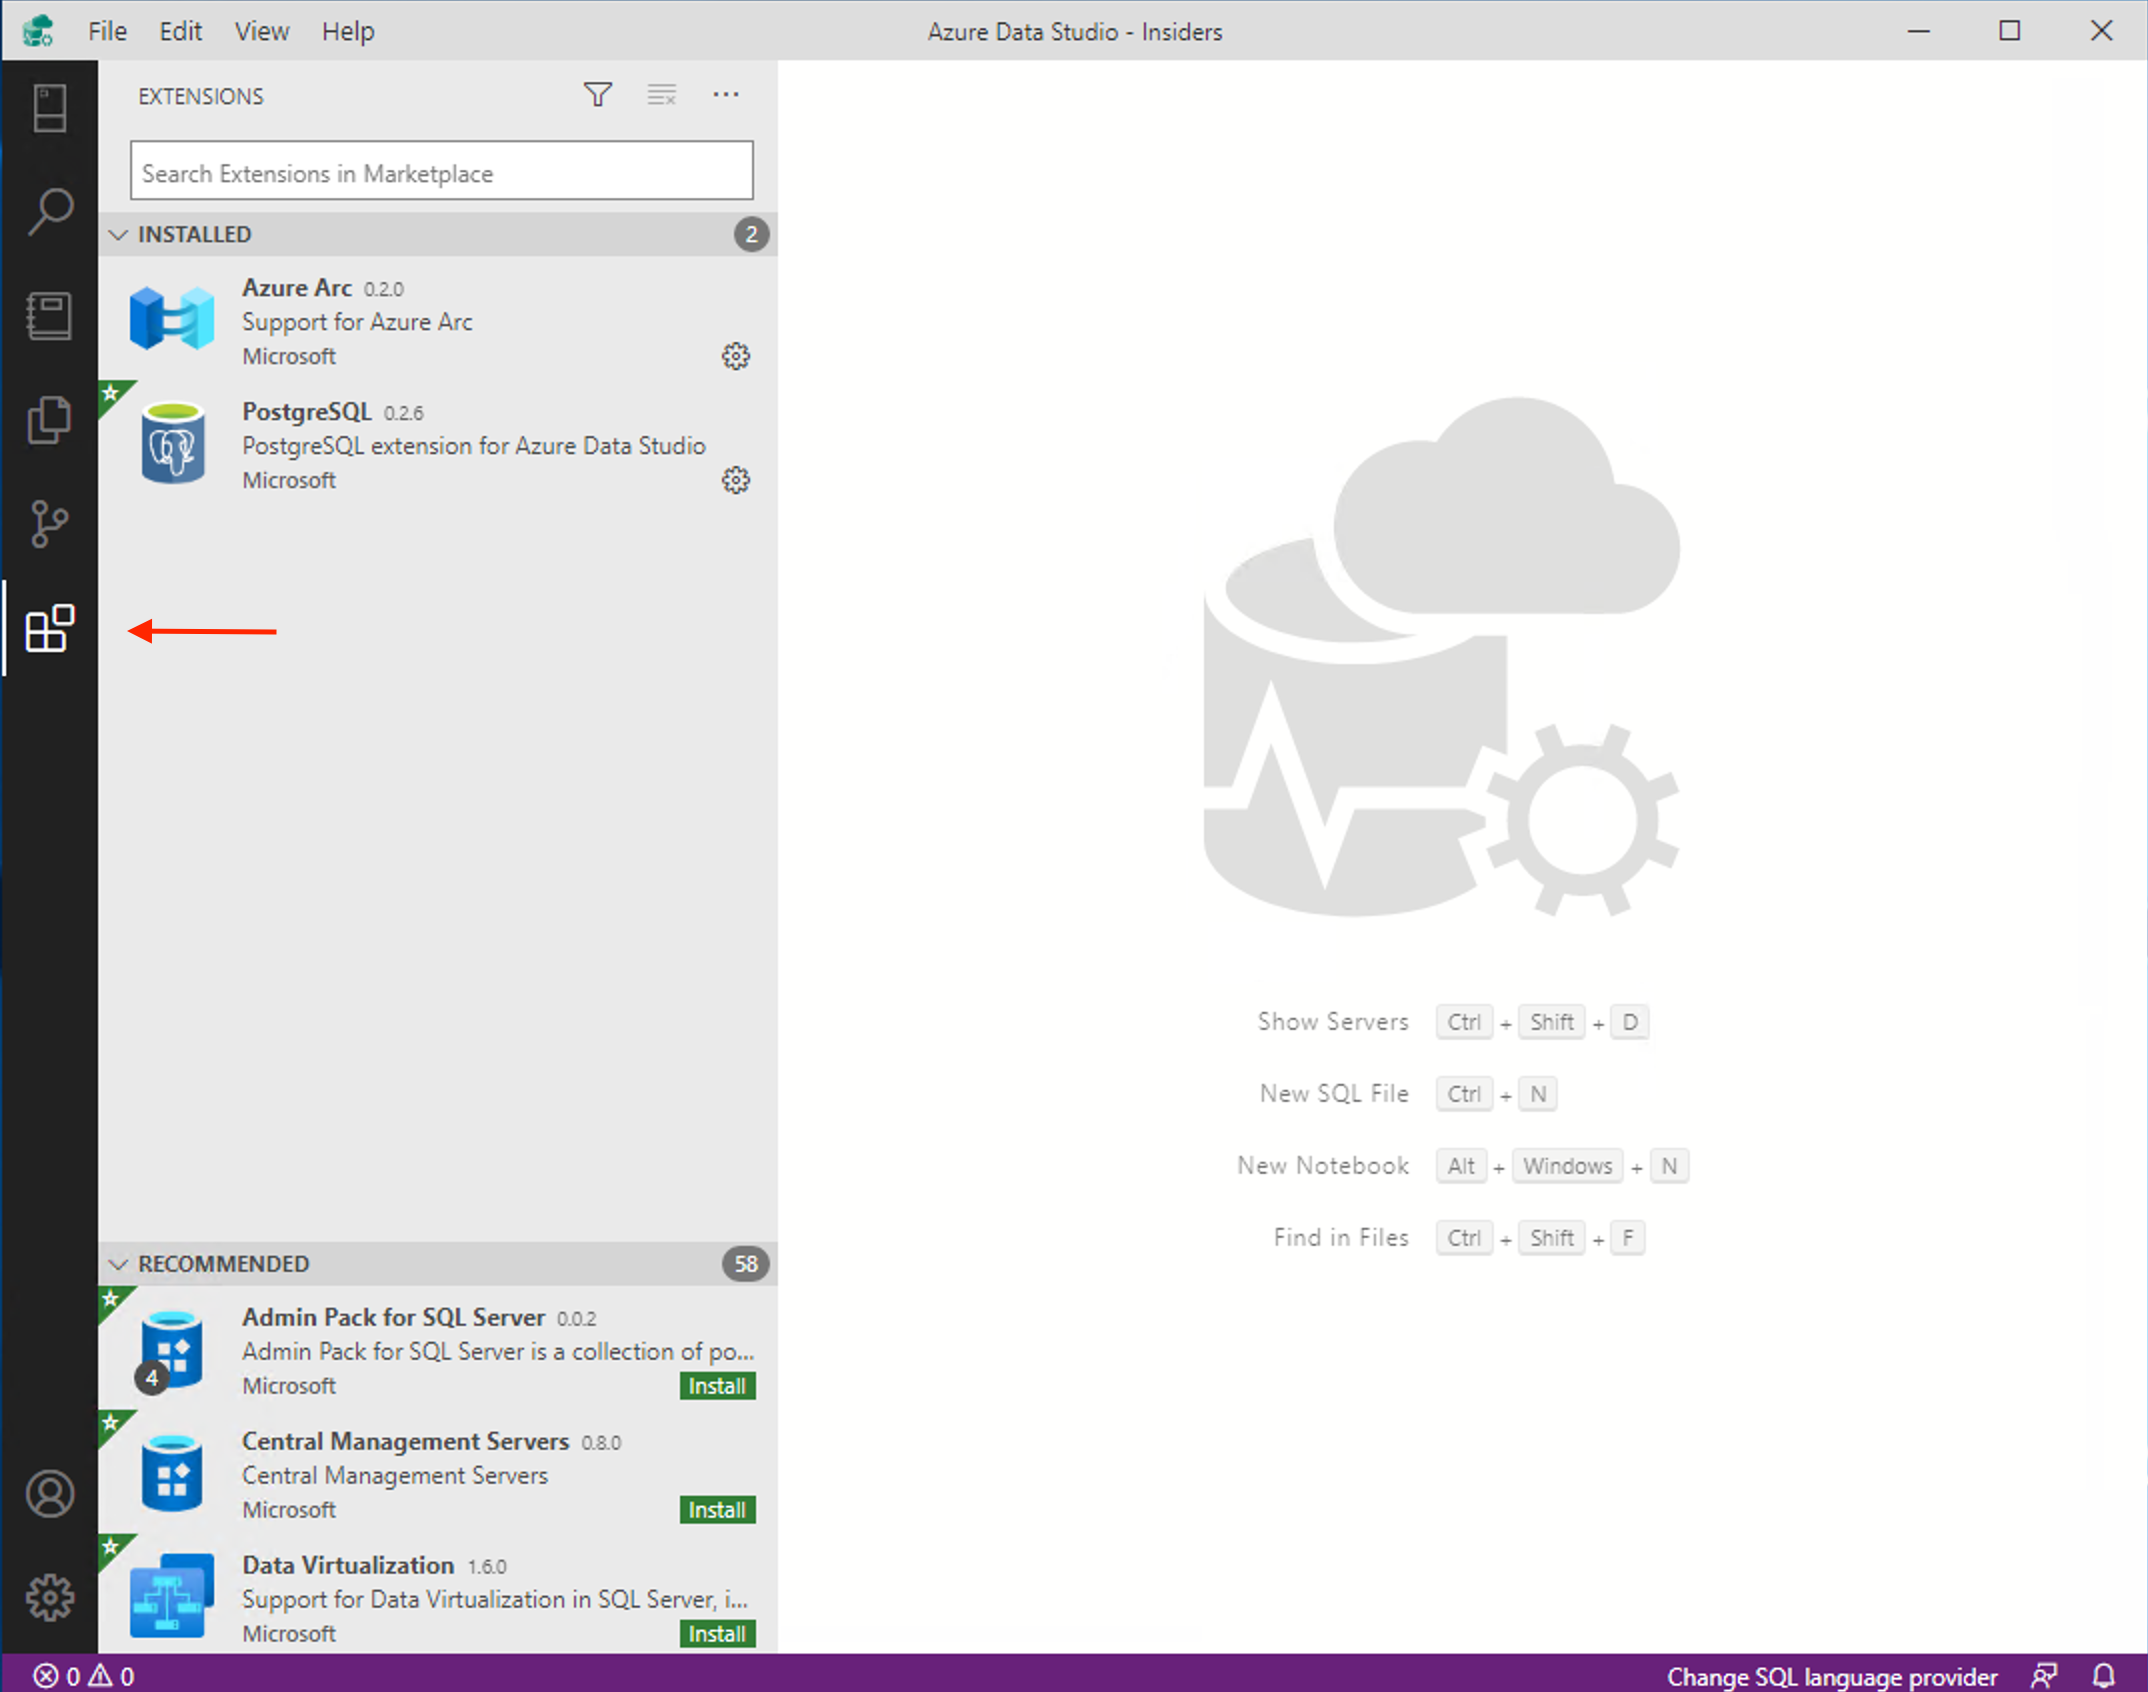 File Edit View Help Azure Data Studio - Insiders
EXTENSIONS
Search Extensions in Marketplace
INSTALLED 2
Azure Arc 0.2.0
Support for Azure Arc
Microsoft
PostgreSQL 0.2.6
PostgreSQL extension for Azure Data Studio
Microsoft
Show Servers Ctrl + Shift + D
New SQL File Ctrl + N
New Notebook Alt + Windows + N
Find in Files Ctrl + Shift + F
RECOMMENDED 58
Admin Pack for SQL Server 0.0.2
Admin Pack for SQL Server is a collection of po...
4
Microsoft Install
Central Management Servers 0.8.0
Central Management Servers
Microsoft Install
Data Virtualization 1.6.0
Support for Data Virtualization in SQL Server, i...
Microsoft Install
0 0 Change SQL language provider